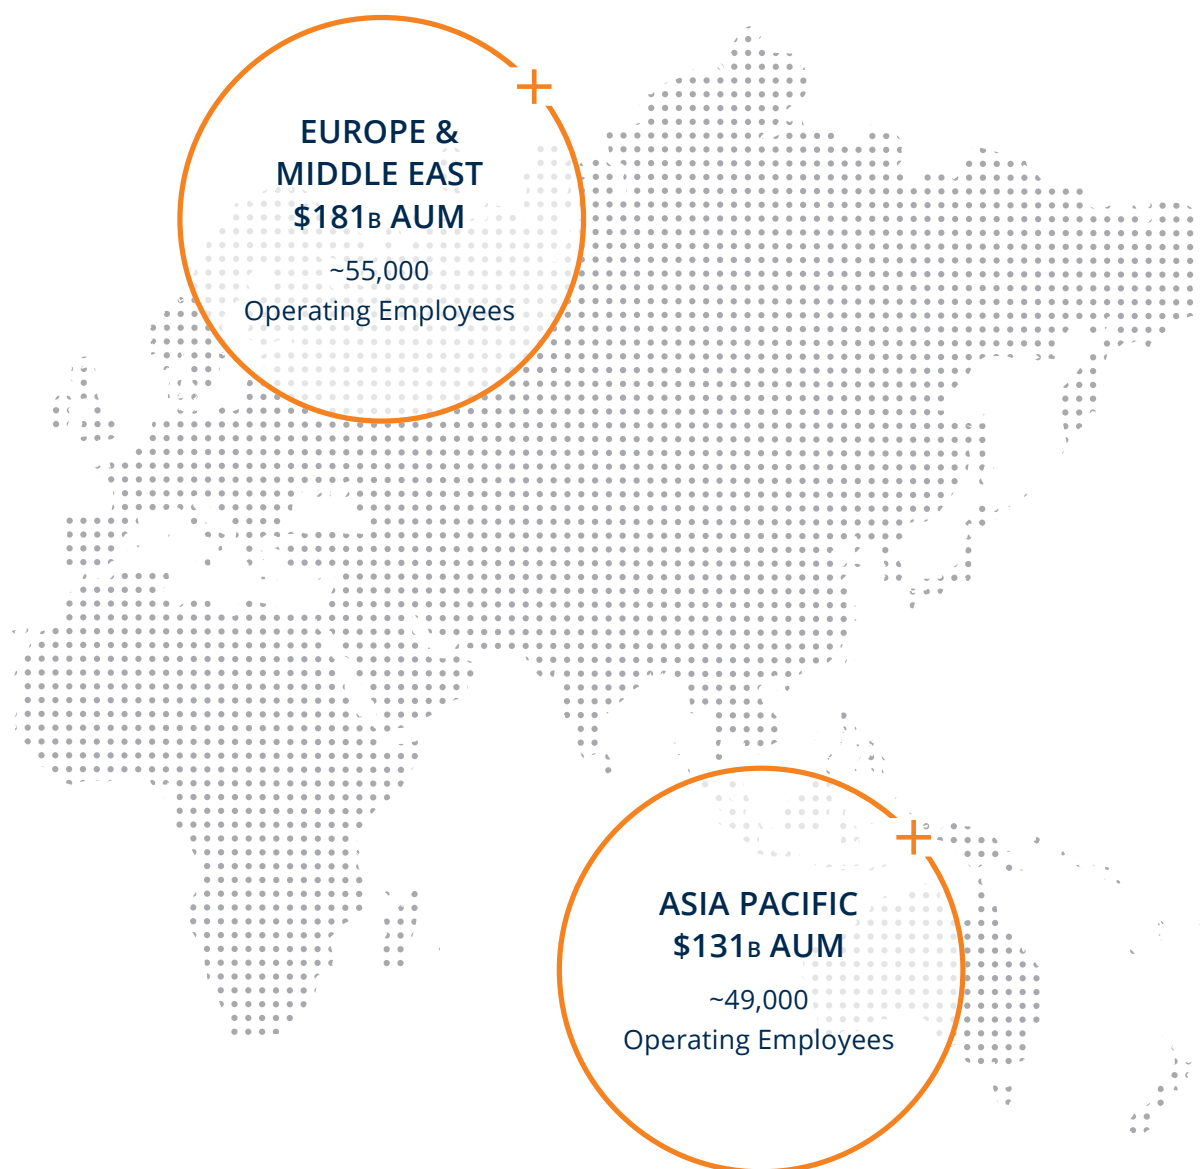 EUROPE &
MIDDLE EAST
$181B AUM
~55,000
Operating Employees
ASIA PACIFIC
$131B AUM
~49,000
Operating Employees